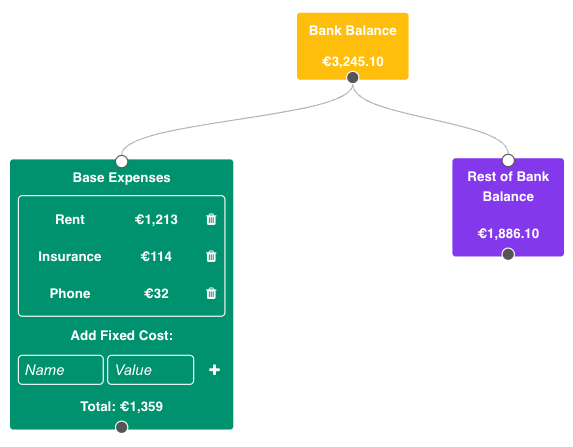 Bank Balance
€3,245.10
Base Expenses
Rent €1,213
Insurance €114
Phone €32
Add Fixed Cost:
Name Value
Total: €1,359
Rest of Bank
Balance
€1,886.10